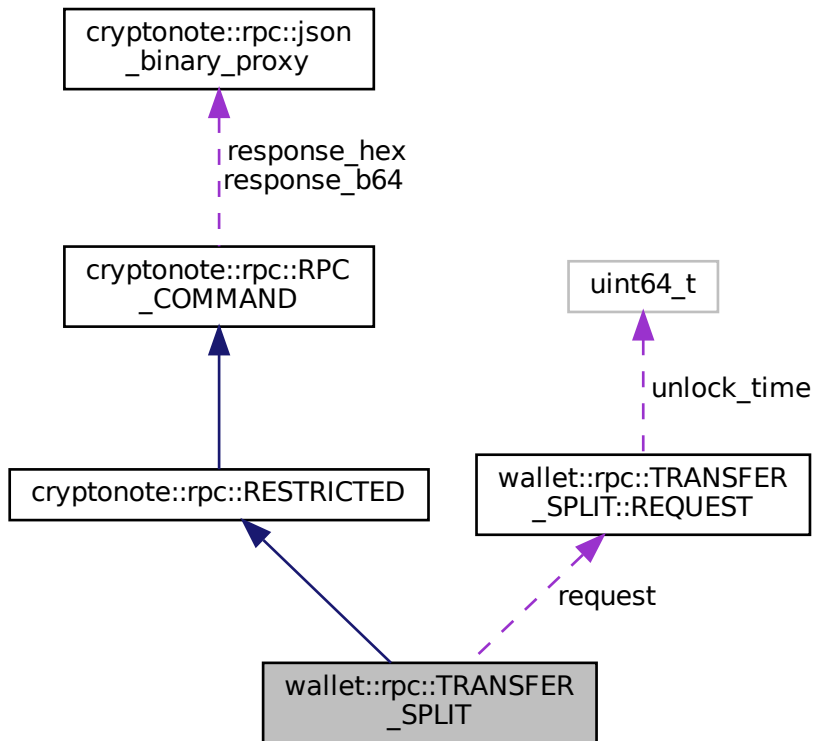 cryptonote::rpc::json
_binary_proxy
response_hex
response_b64
cryptonote::rpc::RPC
_COMMAND
uint64_t
unlock_time
cryptonote::rpc::RESTRICTED
wallet::rpc::TRANSFER
_SPLIT::REQUEST
request
wallet::rpc::TRANSFER
_SPLIT